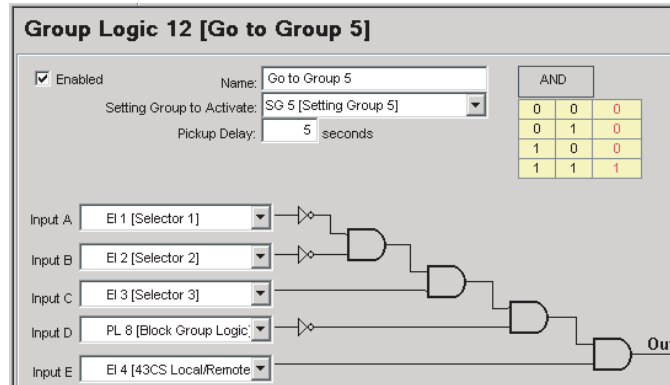 Group Logic 12 [Go to Group 5]
Enabled
Name: Go to Group 5
Setting Group to Activate: SG 5 [Setting Group 5]
Pickup Delay: 5 seconds
AND
0 0 0
0 1 0
1 0 0
1 1 1
Input A EI 1 [Selector 1]
Input B EI 2 [Selector 2]
Input C EI 3 [Selector 3]
Input D PL 8 [Block Group Logic]
Input E EI 4 [43CS Local/Remote
Ou